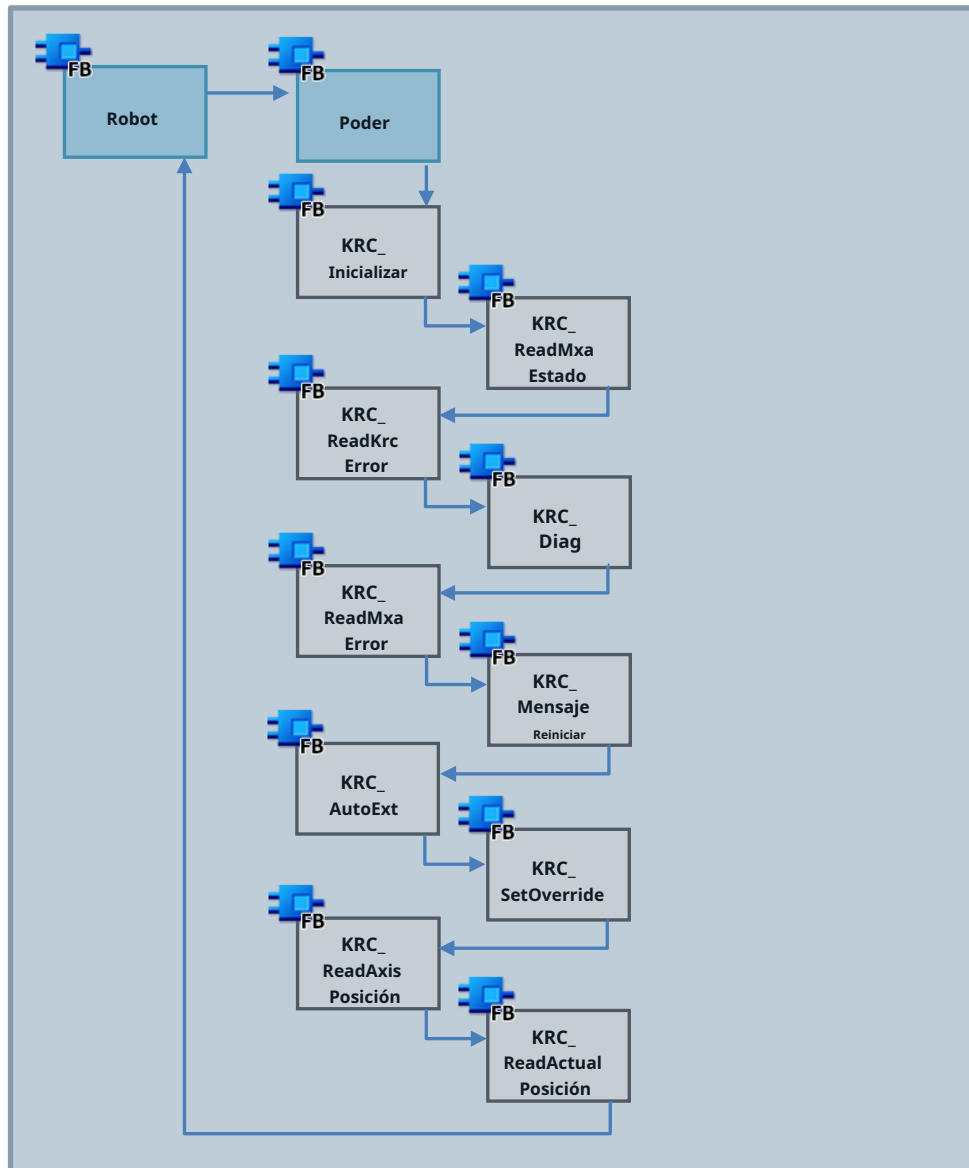 FB
Robot
FB
Poder
FB
KRC_
Inicializar
FB
KRC_
ReadMxa
Estado
FB
KRC_
ReadKrc
Error
FB
KRC_
Diag
FB
KRC_
ReadMxa
Error
FB
KRC_
Mensaje
Reiniciar
FB
KRC_
AutoExt
FB
KRC_
SetOverride
FB
KRC_
ReadAxis
Posición
FB
KRC_
ReadActual
Posición